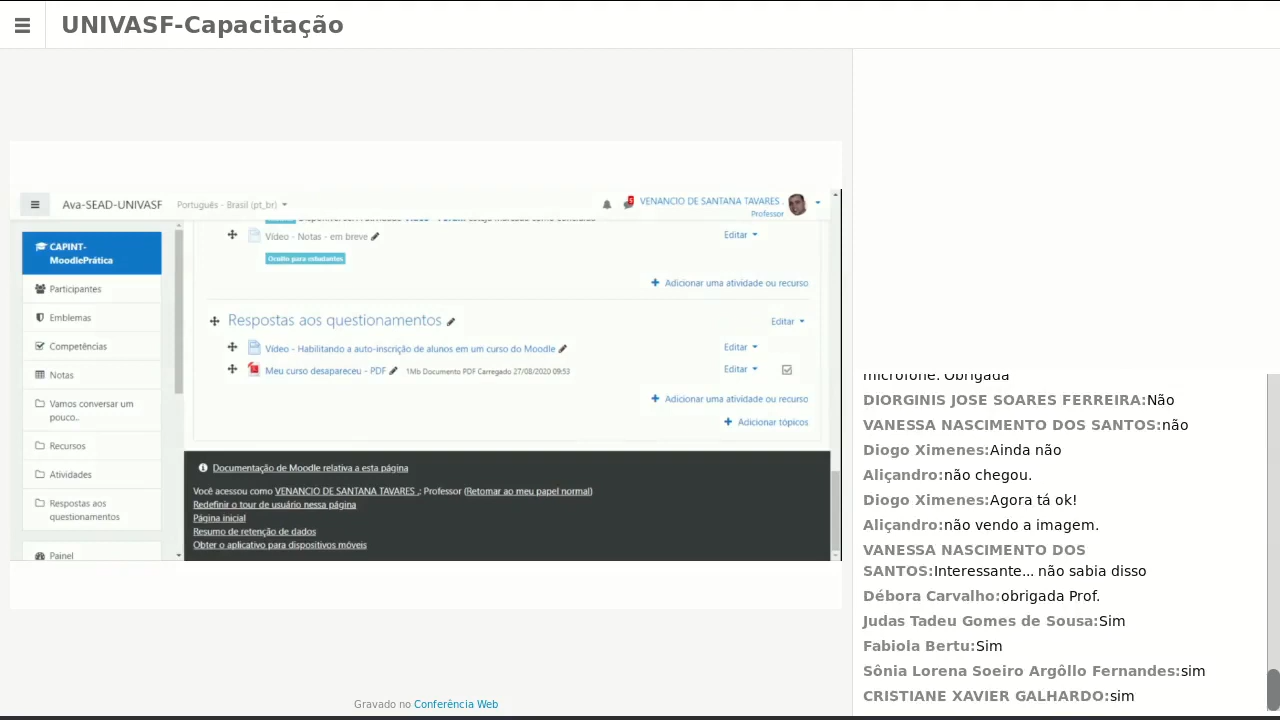 UNIVASF-Capacitação
Ava-SEAD-UNIVASF
Português - Brasil (pt_br)
VENANCIO DE SANTANA TAVARES .
Professor
CAPINT-
MoodlePrática
Participantes
Emblemas
Competências
Notas
Vamos conversar um
pouco..
Recursos
Atividades
Respostas aos
questionamentos
Painel
Vídeo - Notas - em breve
Editar
Oculto para estudantes
Adicionar uma atividade ou recurso
Respostas aos questionamentos
Editar
Vídeo - Habilitando a auto-inscrição de alunos em um curso do Moodle
Editar
Meu curso desapareceu - PDF 1Mb Documento PDF Carregado 27/08/2020 09:53
Editar
Adicionar uma atividade ou recurso
Adicionar tópicos
Documentação de Moodle relativa a esta página
Você acessou como VENANCIO DE SANTANA TAVARES .: Professor (Retornar ao meu papel normal)
Redefinir o tour de usuário nessa página
Página inicial
Resumo de retenção de dados
Obter o aplicativo para dispositivos móveis
Gravado no Conferência Web
microfone. Obrigada
DIORGINIS JOSE SOARES FERREIRA:Não
VANESSA NASCIMENTO DOS SANTOS:não
Diogo Ximenes:Ainda não
Aliçandro:não chegou.
Diogo Ximenes:Agora tá ok!
Aliçandro:não vendo a imagem.
VANESSA NASCIMENTO DOS
SANTOS:Interessante... não sabia disso
Débora Carvalho:obrigada Prof.
Judas Tadeu Gomes de Sousa:Sim
Fabiola Bertu:Sim
Sônia Lorena Soeiro Argôllo Fernandes:sim
CRISTIANE XAVIER GALHARDO:sim